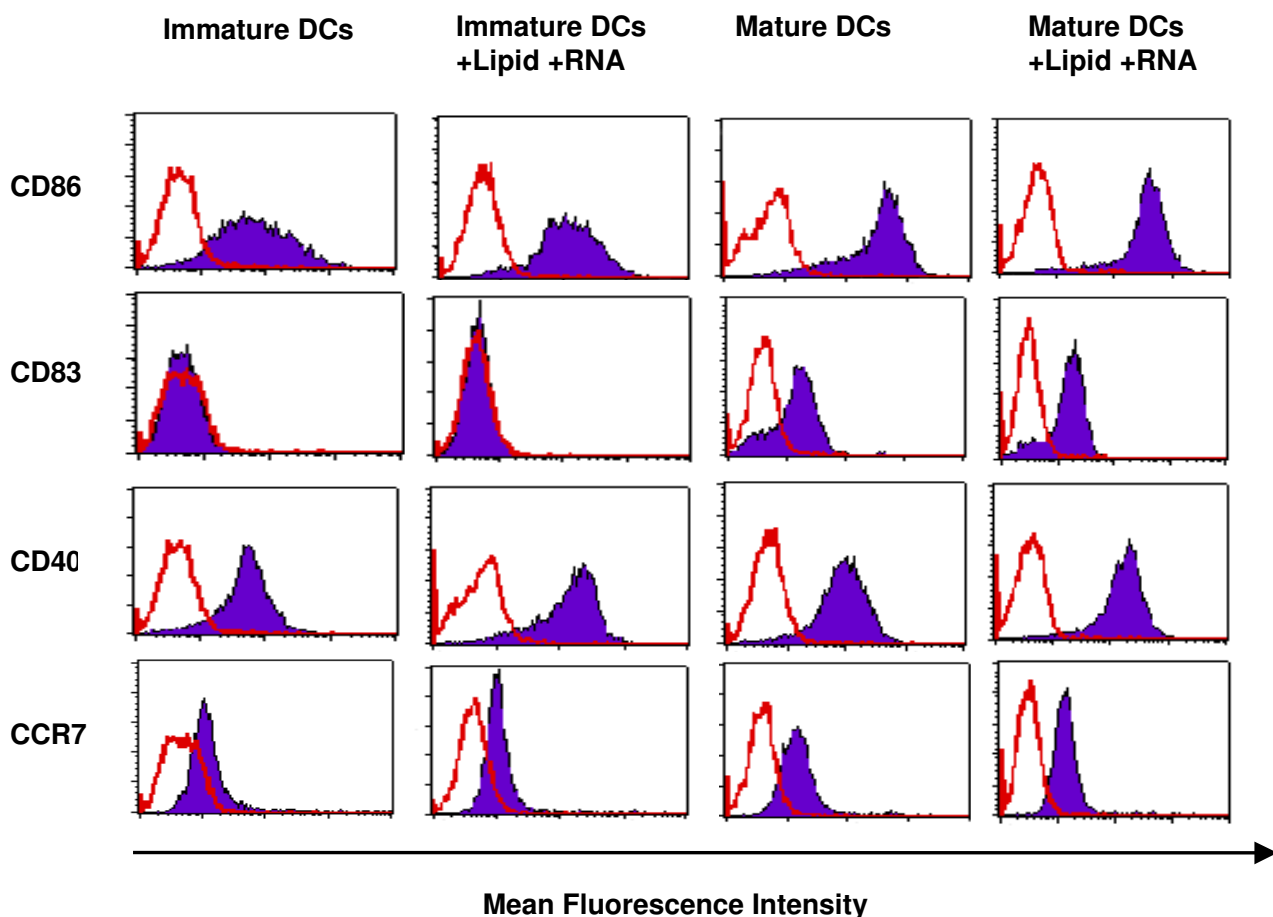 Immature DCs
Immature DCs
+Lipid +RNA
Mature DCs
Mature DCs
+Lipid +RNA
CD86
CD83
CD40
CCR7
Mean Fluorescence Intensity